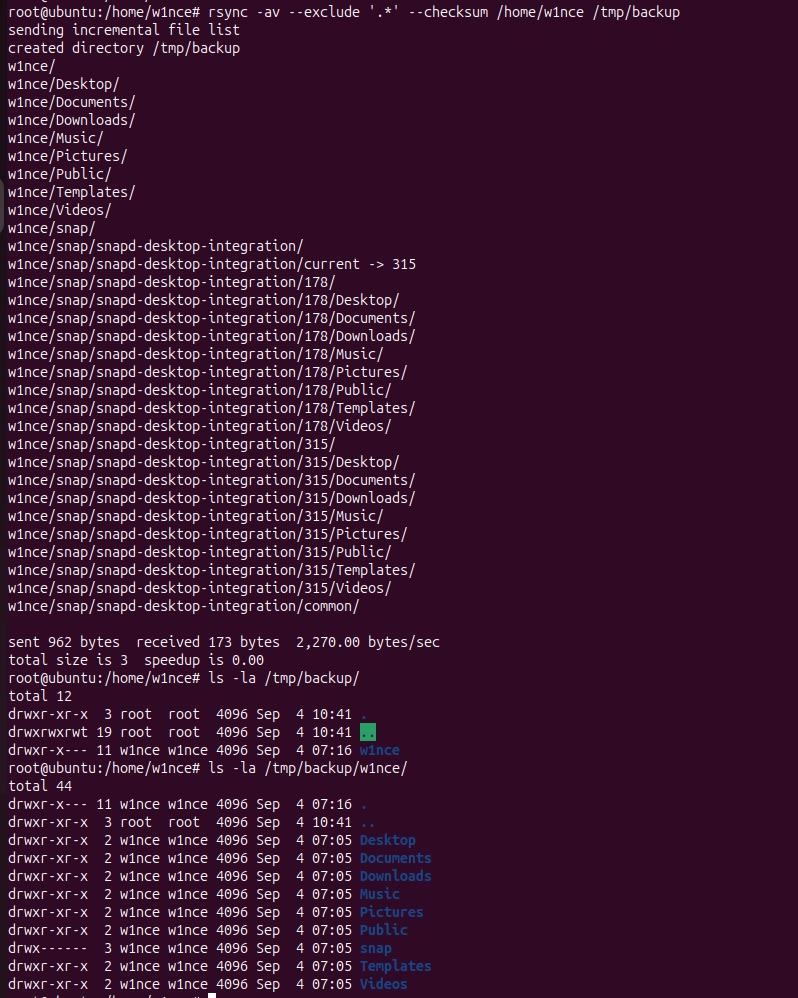 root@ubuntu:/home/w1nce# rsync -av --exclude '.*' --checksum /home/w1nce /tmp/backup
sending incremental file list
created directory /tmp/backup
w1nce/
w1nce/Desktop/
w1nce/Documents/
w1nce/Downloads/
w1nce/Music/
w1nce/Pictures/
w1nce/Public/
w1nce/Templates/
w1nce/Videos/
w1nce/snap/
w1nce/snap/snapd-desktop-integration/
w1nce/snap/snapd-desktop-integration/current -> 315
w1nce/snap/snapd-desktop-integration/178/
w1nce/snap/snapd-desktop-integration/178/Desktop/
w1nce/snap/snapd-desktop-integration/178/Documents/
w1nce/snap/snapd-desktop-integration/178/Downloads/
w1nce/snap/snapd-desktop-integration/178/Music/
w1nce/snap/snapd-desktop-integration/178/Pictures/
w1nce/snap/snapd-desktop-integration/178/Public/
w1nce/snap/snapd-desktop-integration/178/Templates/
w1nce/snap/snapd-desktop-integration/178/Videos/
w1nce/snap/snapd-desktop-integration/315/
w1nce/snap/snapd-desktop-integration/315/Desktop/
w1nce/snap/snapd-desktop-integration/315/Documents/
w1nce/snap/snapd-desktop-integration/315/Downloads/
w1nce/snap/snapd-desktop-integration/315/Music/
w1nce/snap/snapd-desktop-integration/315/Pictures/
w1nce/snap/snapd-desktop-integration/315/Public/
w1nce/snap/snapd-desktop-integration/315/Templates/
w1nce/snap/snapd-desktop-integration/315/Videos/
w1nce/snap/snapd-desktop-integration/common/
sent 962 bytes  received 173 bytes  2,270.00 bytes/sec
total size is 3  speedup is 0.00
root@ubuntu:/home/w1nce# ls -la /tmp/backup/
total 12
drwxr-xr-x  3 root  root  4096 Sep  4 10:41 .
drwxrwxrwt 19 root  root  4096 Sep  4 10:41 ..
drwxr-x--- 11 w1nce w1nce 4096 Sep  4 07:16 w1nce
root@ubuntu:/home/w1nce# ls -la /tmp/backup/w1nce/
total 44
drwxr-x--- 11 w1nce w1nce 4096 Sep  4 07:16 .
drwxr-xr-x  3 root  root  4096 Sep  4 10:41 ..
drwxr-xr-x  2 w1nce w1nce 4096 Sep  4 07:05 Desktop
drwxr-xr-x  2 w1nce w1nce 4096 Sep  4 07:05 Documents
drwxr-xr-x  2 w1nce w1nce 4096 Sep  4 07:05 Downloads
drwxr-xr-x  2 w1nce w1nce 4096 Sep  4 07:05 Music
drwxr-xr-x  2 w1nce w1nce 4096 Sep  4 07:05 Pictures
drwxr-xr-x  2 w1nce w1nce 4096 Sep  4 07:05 Public
drwx------  3 w1nce w1nce 4096 Sep  4 07:05 snap
drwxr-xr-x  2 w1nce w1nce 4096 Sep  4 07:05 Templates
drwxr-xr-x  2 w1nce w1nce 4096 Sep  4 07:05 Videos